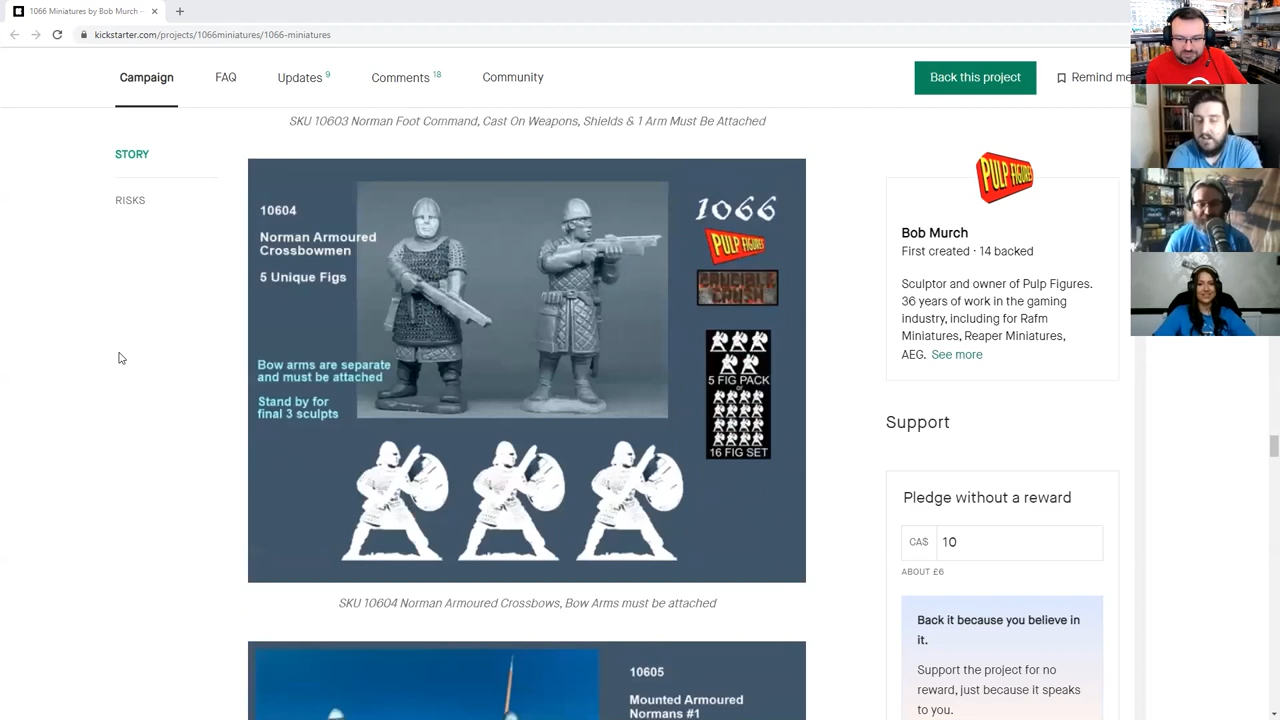 1066 Miniatures by Bob Murch
kickstarter.com/projects/1066miniatures/1066-miniatures
Campaign
FAQ
Updates 9
Comments 18
Community
Back this project
Remind me
SKU 10603 Norman Foot Command, Cast On Weapons, Shields & 1 Arm Must Be Attached
STORY
RISKS
10604
Norman Armoured
Crossbowmen
5 Unique Figs
Bow arms are separate
and must be attached
Stand by for
final 3 sculpts
1066
PULP FIGURES
CRUCIBLE
CRUSH
5 FIG PACK
or
16 FIG SET
SKU 10604 Norman Armoured Crossbows, Bow Arms must be attached
10605
Mounted Armoured
Normans #1
PULP FIGURES
Bob Murch
First created · 14 backed
Sculptor and owner of Pulp Figures.
36 years of work in the gaming
industry, including for Rafm
Miniatures, Reaper Miniatures,
AEG. See more
Support
Pledge without a reward
CA$ 10
ABOUT £6
Back it because you believe in
it.
Support the project for no
reward, just because it speaks
to you.